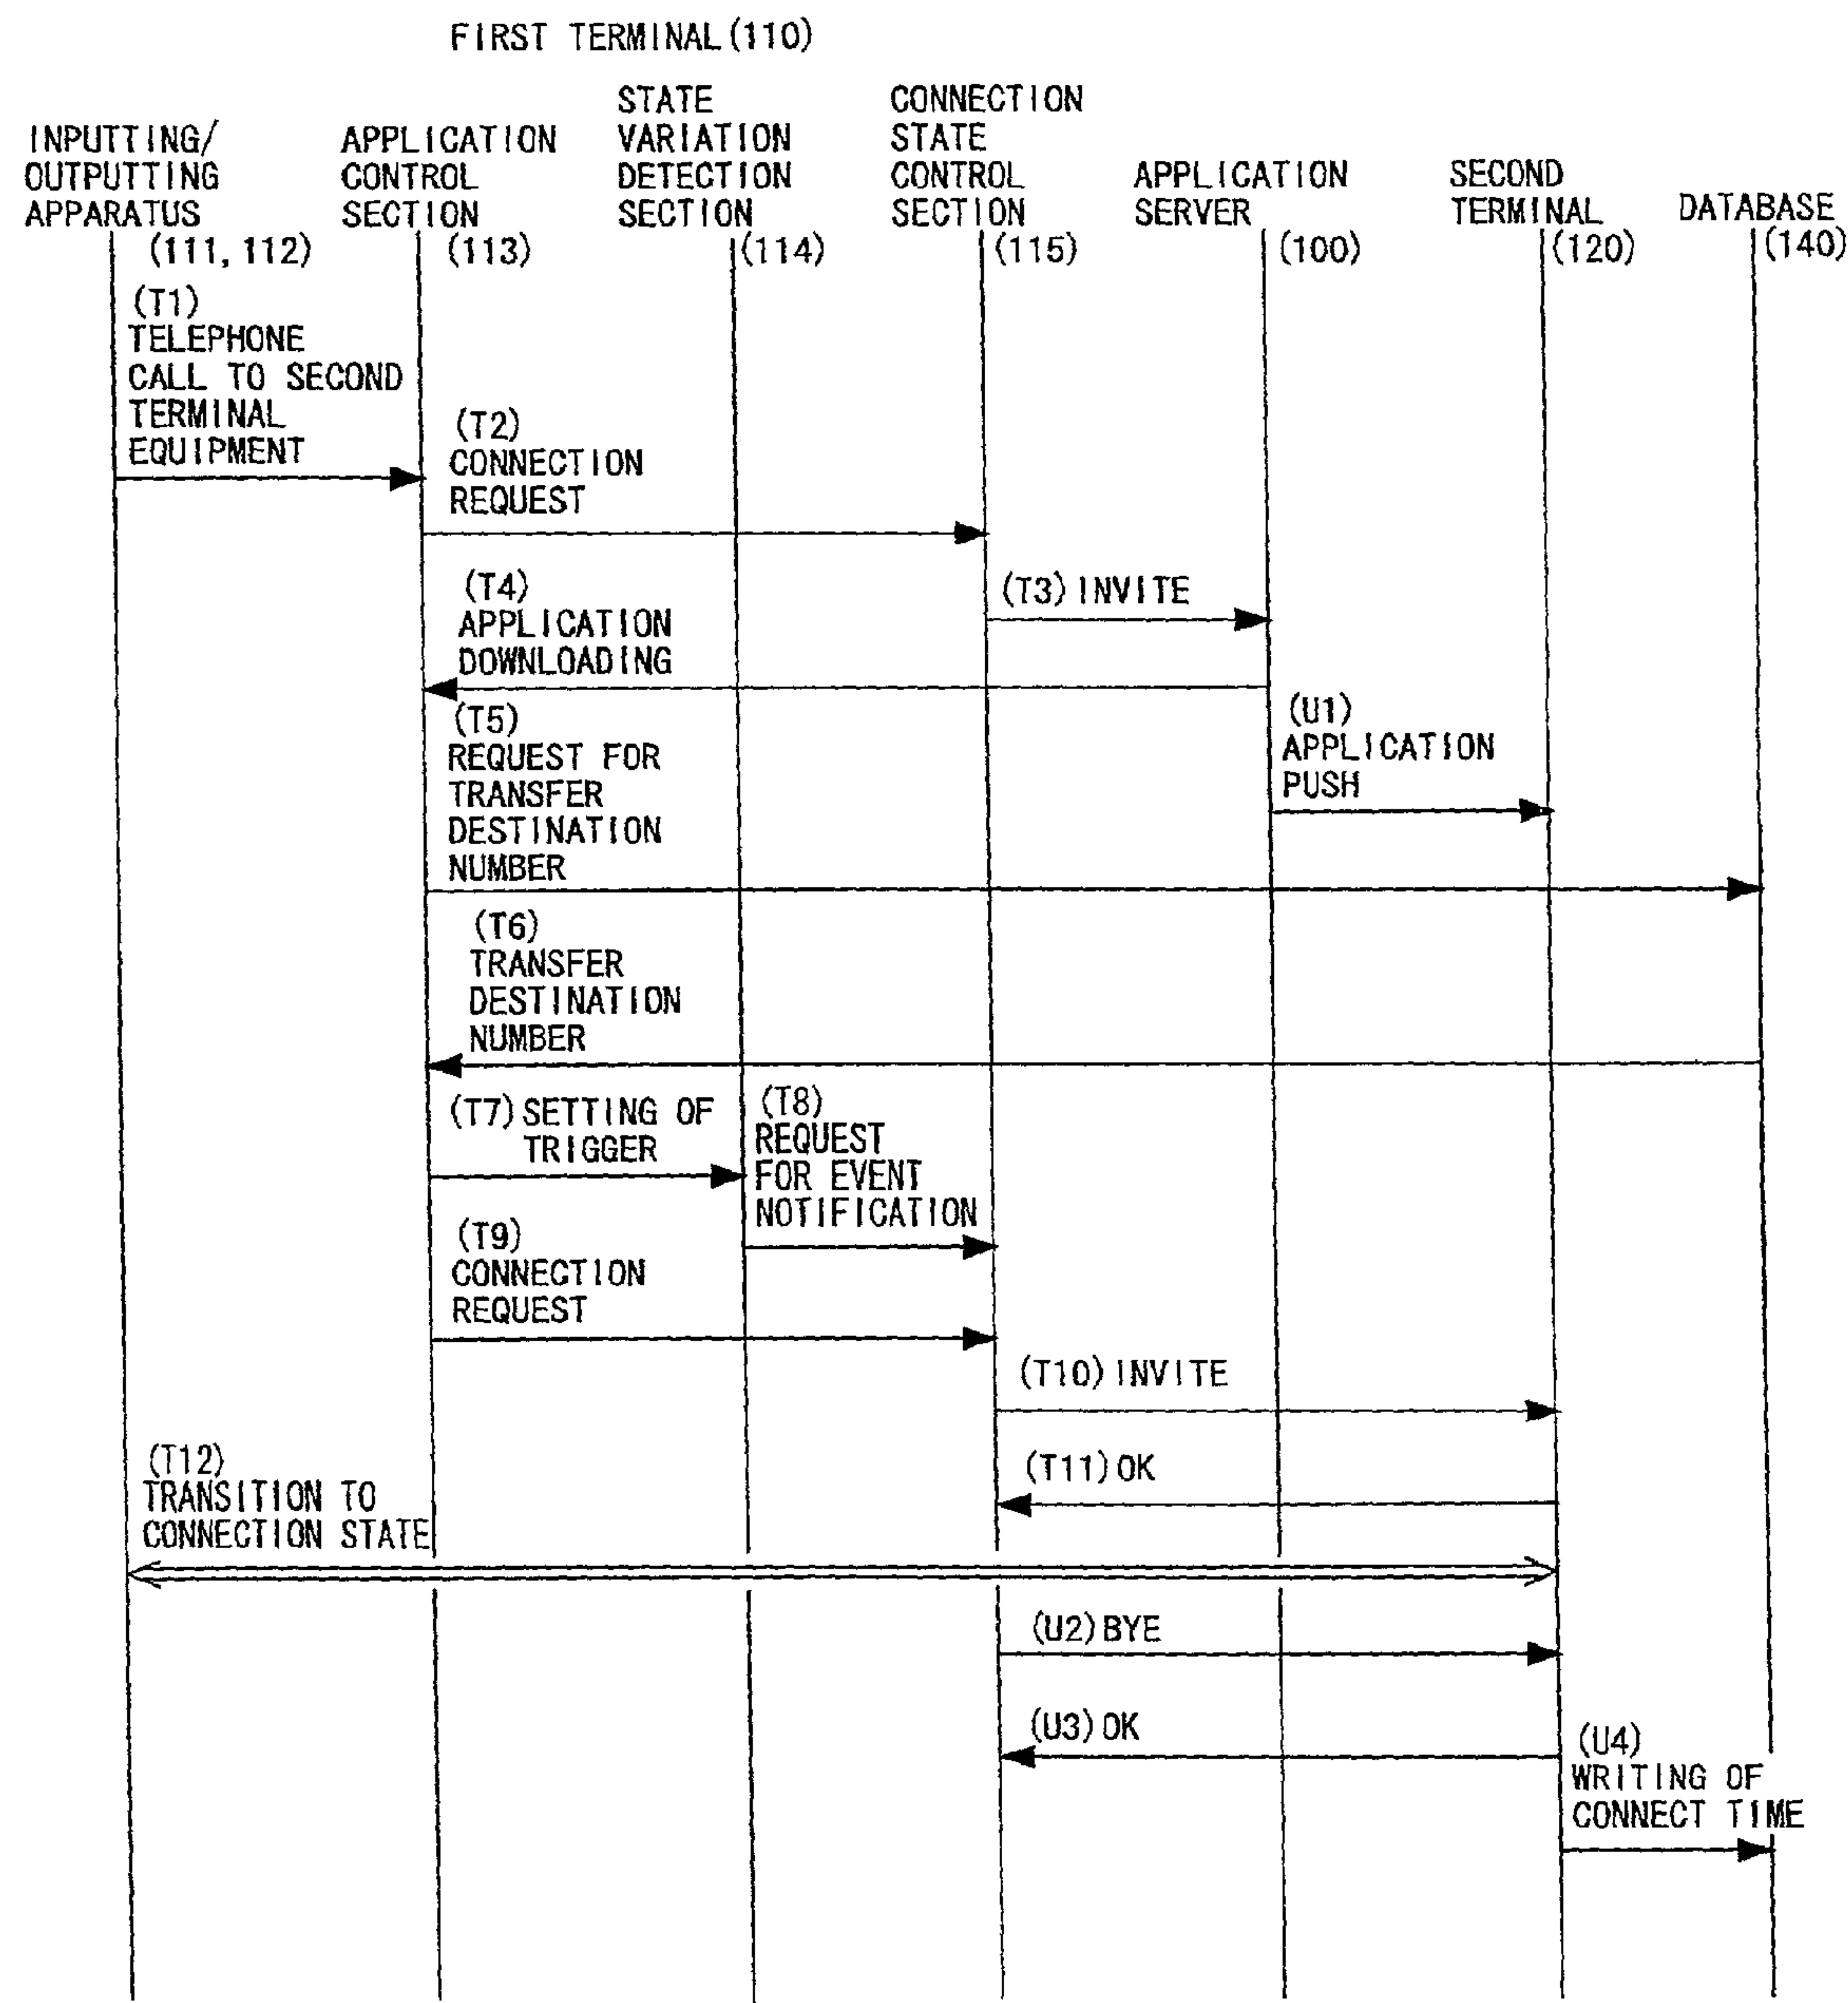 FIRST TERMINAL(110)
INPUTTING/
OUTPUTTING
APPARATUS
(111, 112)
APPLICATION
CONTROL
SECTION
(113)
STATE
VARIATION
DETECTION
SECTION
(114)
CONNECTION
STATE
CONTROL
SECTION
(115)
APPLICATION
SERVER
(100)
SECOND
TERMINAL
(120)
DATABASE
(140)
(T1)
TELEPHONE
CALL TO SECOND
TERMINAL
EQUIPMENT
(T2)
CONNECTION
REQUEST
(T3) INVITE
(T4)
APPLICATION
DOWNLOADING
(U1)
APPLICATION
PUSH
(T5)
REQUEST FOR
TRANSFER
DESTINATION
NUMBER
(T6)
TRANSFER
DESTINATION
NUMBER
(T7) SETTING OF
TRIGGER
(T8)
REQUEST
FOR EVENT
NOTIFICATION
(T9)
CONNECTION
REQUEST
(T10) INVITE
(T11) OK
(T12)
TRANSITION TO
CONNECTION STATE
(U2) BYE
(U3) OK
(U4)
WRITING OF
CONNECT TIME